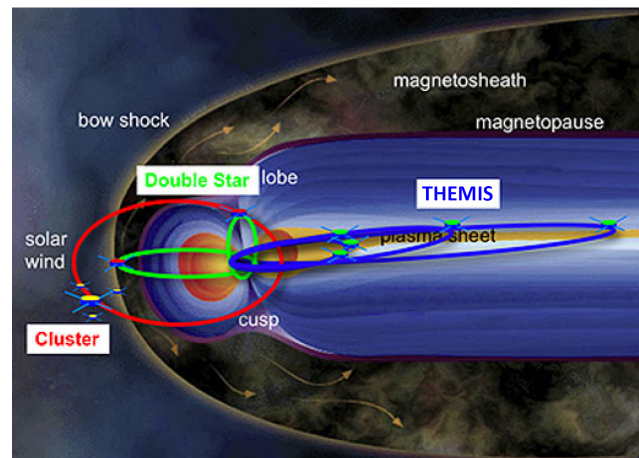 magnetosheath
bow shock
magnetopause
Double Star
lobe
THEMIS
solar
wind
plasma sheet
cusp
Cluster